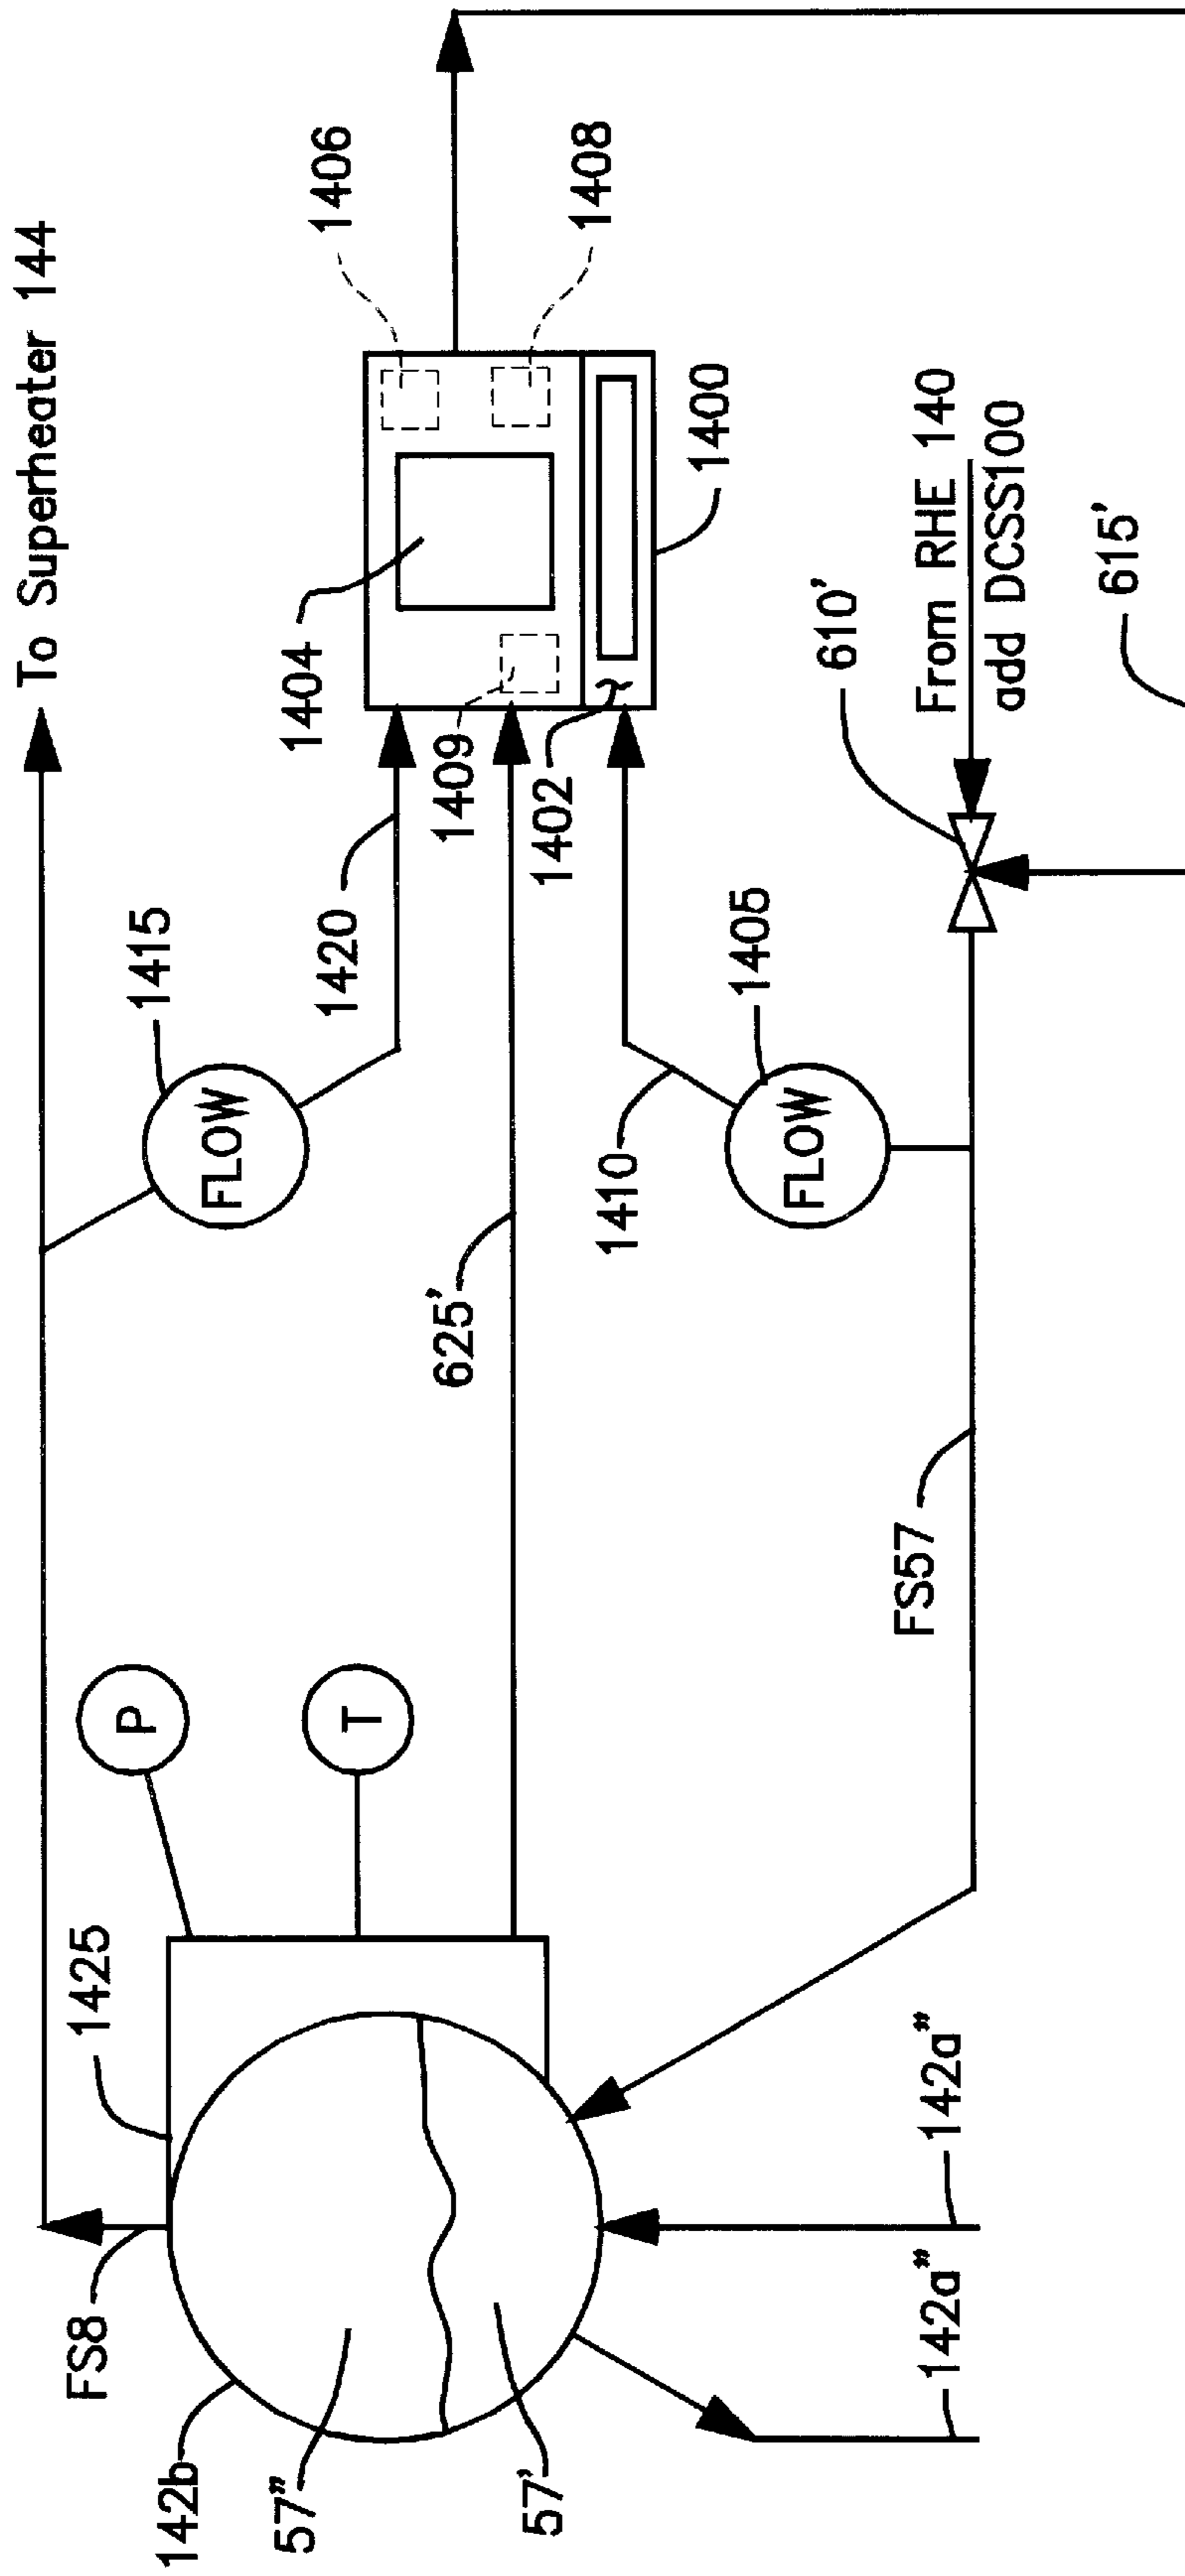 To Superheater 144
1406
1408
1404
1400
1409
1402
1415
1420
From RHE 140
add DCSS100
610'
615'
FLOW
1405
FLOW
1410
625'
P
T
FS57
1425
FS8
142b
57"
57'
142a"
142a"